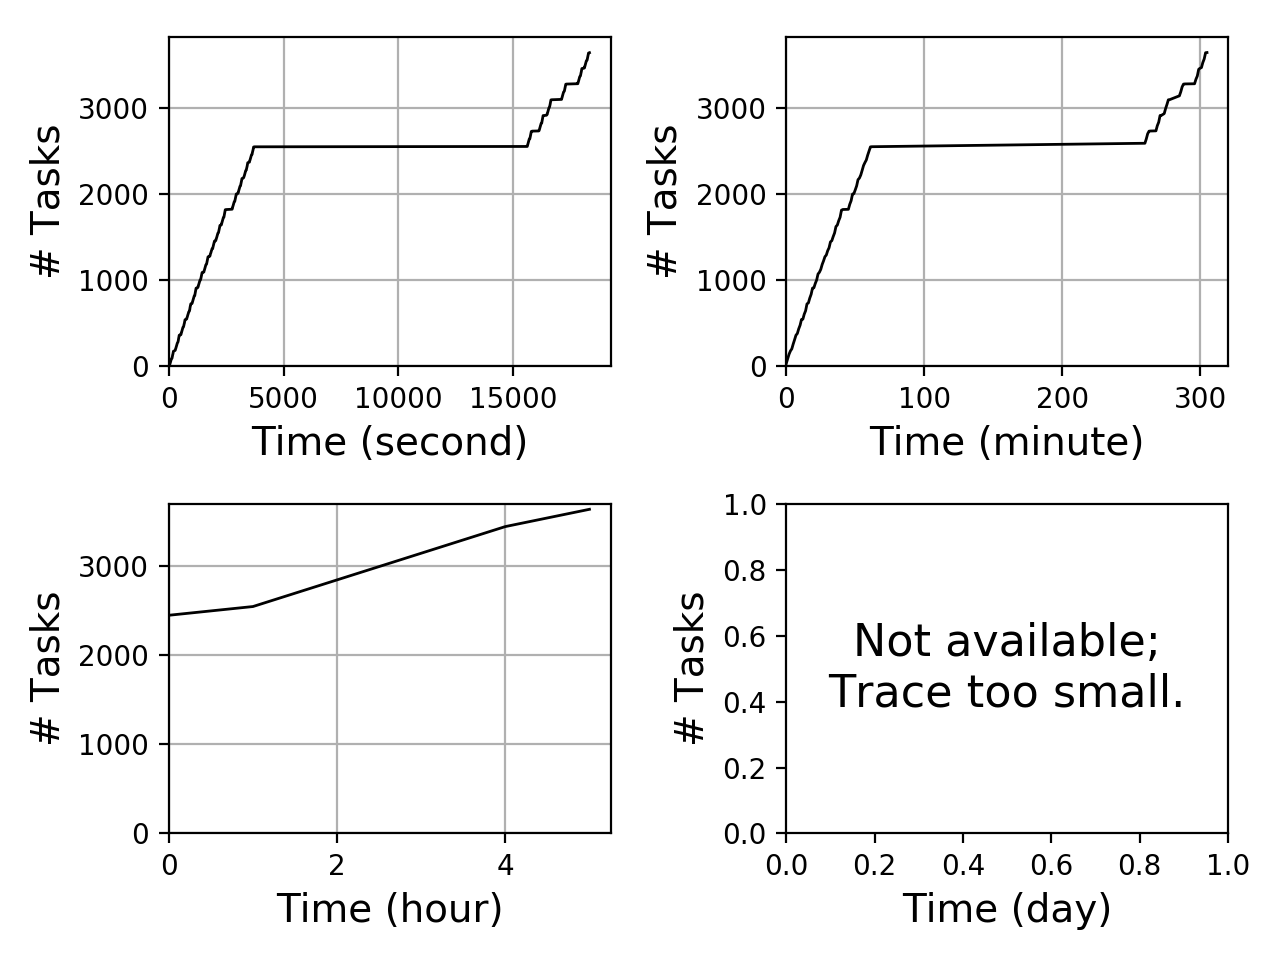 # Tasks
3000
2000
1000
0
0 5000 10000 15000
Time (second)
# Tasks
3000
2000
1000
0
0 100 200 300
Time (minute)
# Tasks
3000
2000
1000
0
0 2 4
Time (hour)
# Tasks
1.0
0.8
0.6
0.4
0.2
0.0
Not available;
Trace too small.
0.0 0.2 0.4 0.6 0.8 1.0
Time (day)